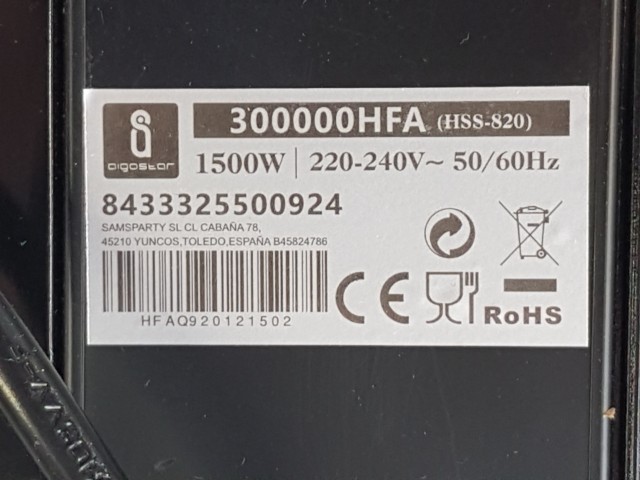 aigostar
300000HFA (HSS-820)
1500W | 220-240V~ 50/60Hz
8433325500924
SAMSPARTY SL CL CABAÑA 78,
45210 YUNCOS,TOLEDO,ESPAÑA B45824786
HFAQ920121502
CE
RoHS